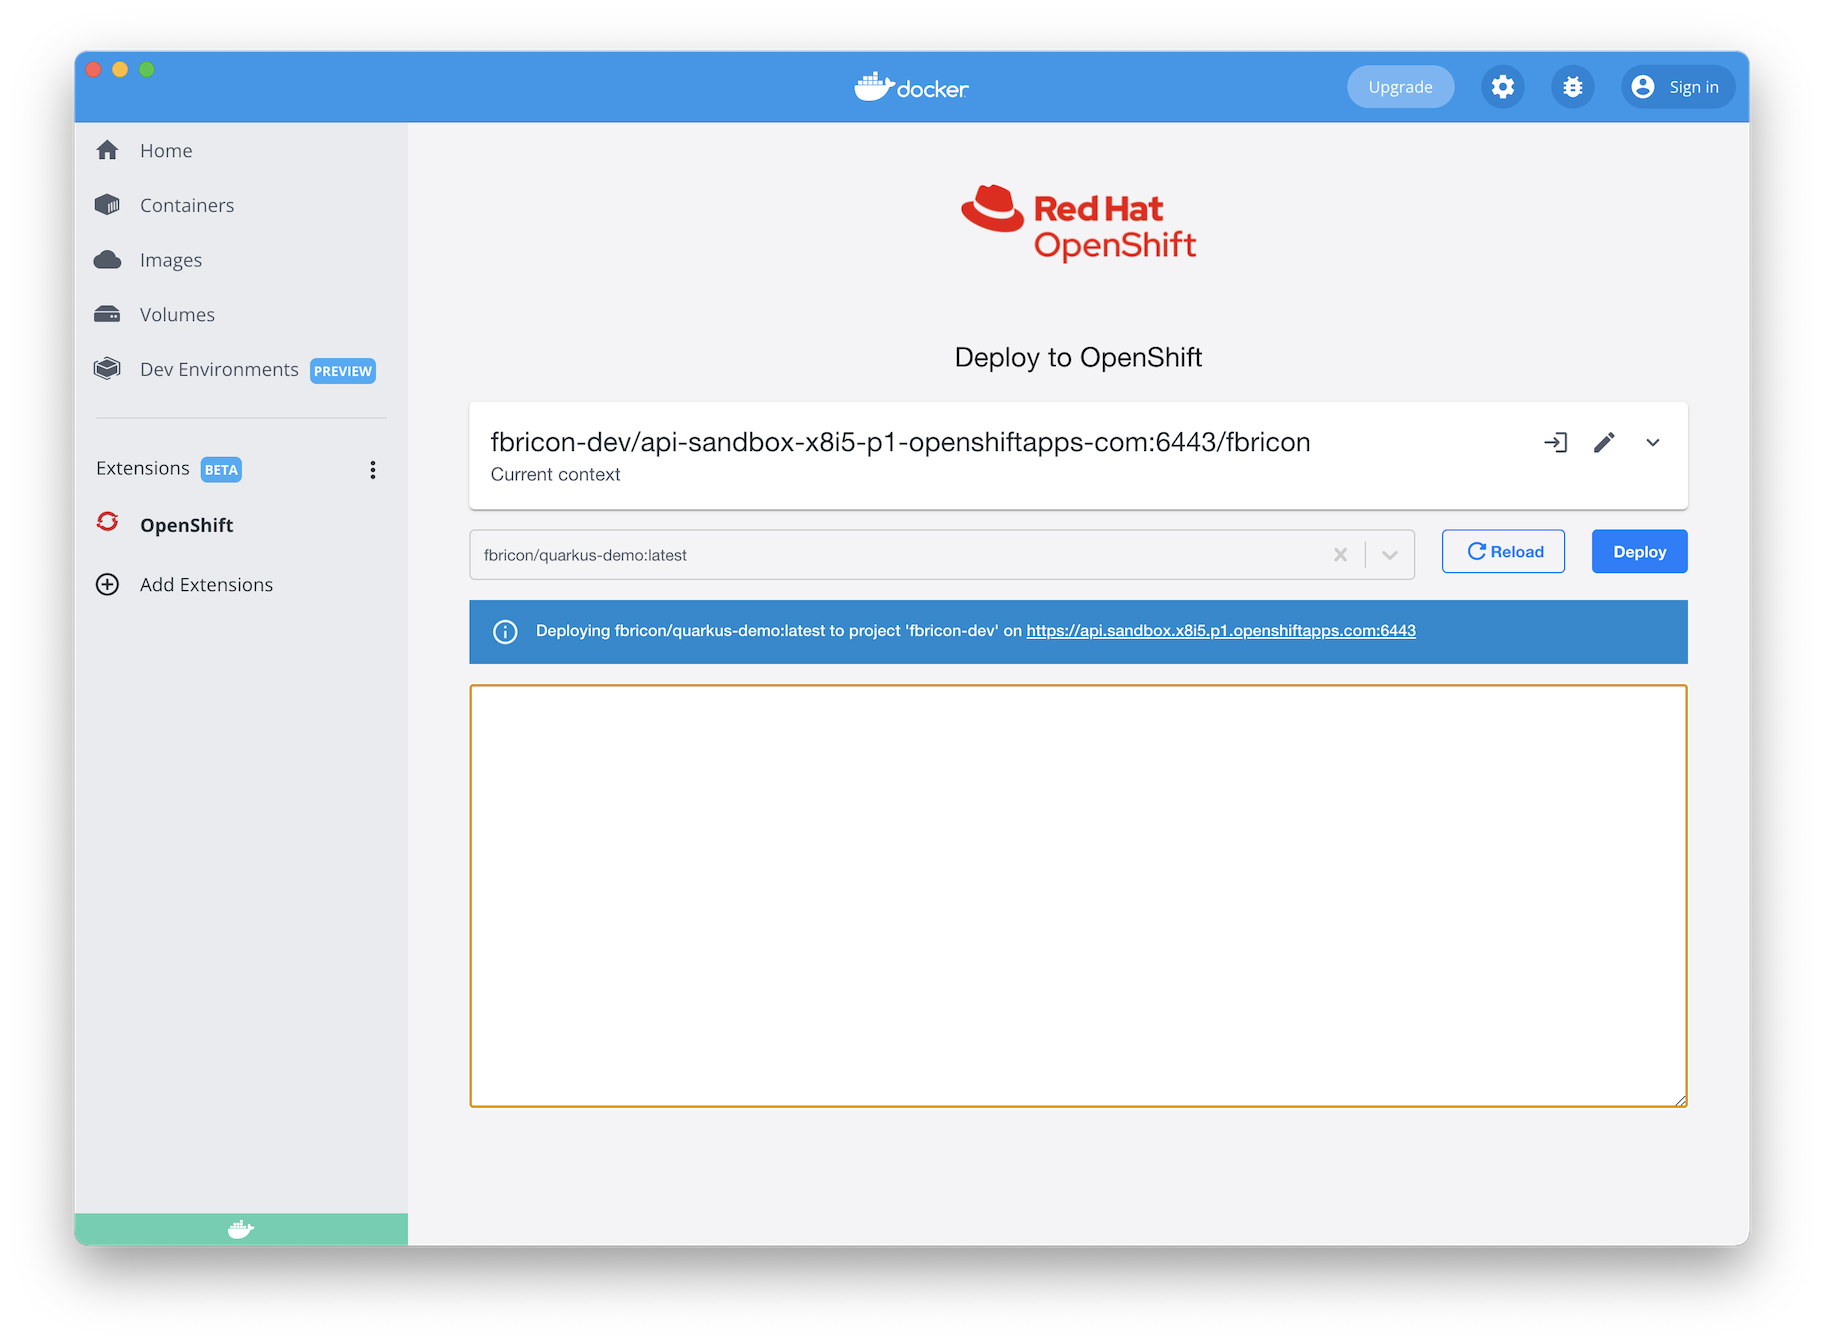 docker
Upgrade
Sign in
Home
Containers
Images
Volumes
Dev Environments PREVIEW
Extensions BETA
OpenShift
Add Extensions
Red Hat
OpenShift
Deploy to OpenShift
fbricon-dev/api-sandbox-x8i5-p1-openshiftapps-com:6443/fbricon
Current context
fbricon/quarkus-demo:latest
Reload
Deploy
Deploying fbricon/quarkus-demo:latest to project 'fbricon-dev' on https://api.sandbox.x8i5.p1.openshiftapps.com:6443